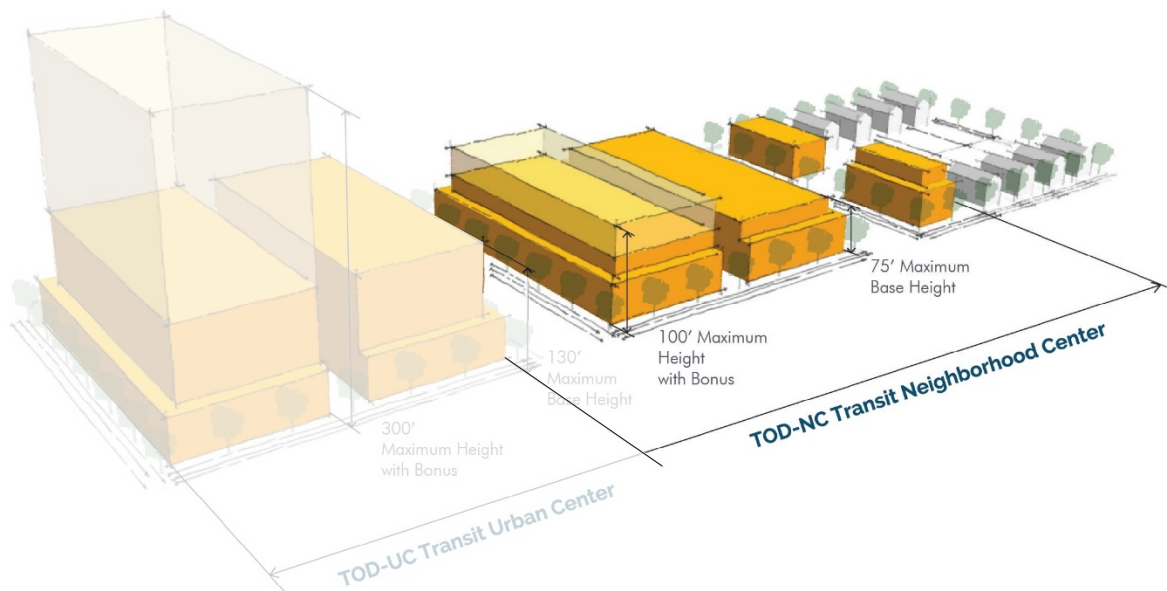 75’ Maximum
Base Height
100’ Maximum
Height
with Bonus
130’
Maximum
Base Height
300’
Maximum Height
with Bonus
TOD-NC Transit Neighborhood Center
TOD-UC Transit Urban Center